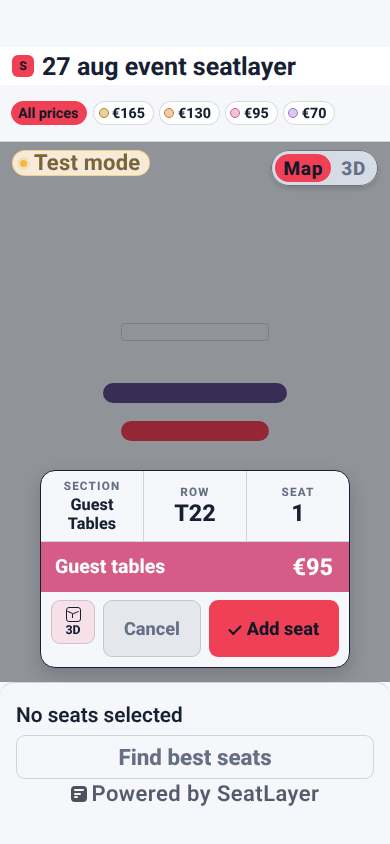 S 27 aug event seatlayer
All prices €165 €130 €95 €70
Test mode Map 3D
SECTION ROW SEAT
Guest Tables T22 1
Guest tables €95
3D Cancel Add seat
No seats selected
Find best seats
Powered by SeatLayer